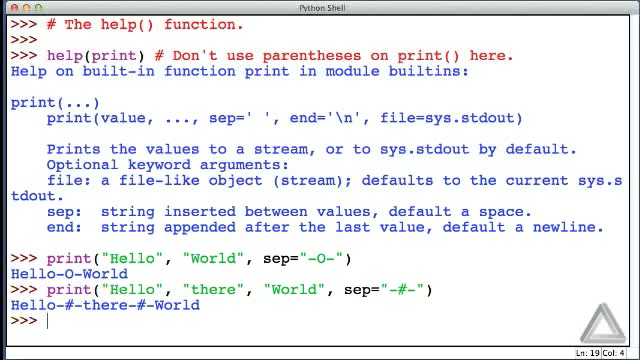 Python Shell
>>> # The help() function.
>>>
>>> help(print) # Don't use parentheses on print() here.
Help on built-in function print in module builtins:
print(...)
    print(value, ..., sep=' ', end='\n', file=sys.stdout)
    Prints the values to a stream, or to sys.stdout by default.
    Optional keyword arguments:
    file: a file-like object (stream); defaults to the current sys.s
tdout.
    sep:  string inserted between values, default a space.
    end:  string appended after the last value, default a newline.
>>> print("Hello", "World", sep="-O-")
Hello-O-World
>>> print("Hello", "there", "World", sep="-#-")
Hello-#-there-#-World
>>>
Ln: 19 Col: 4